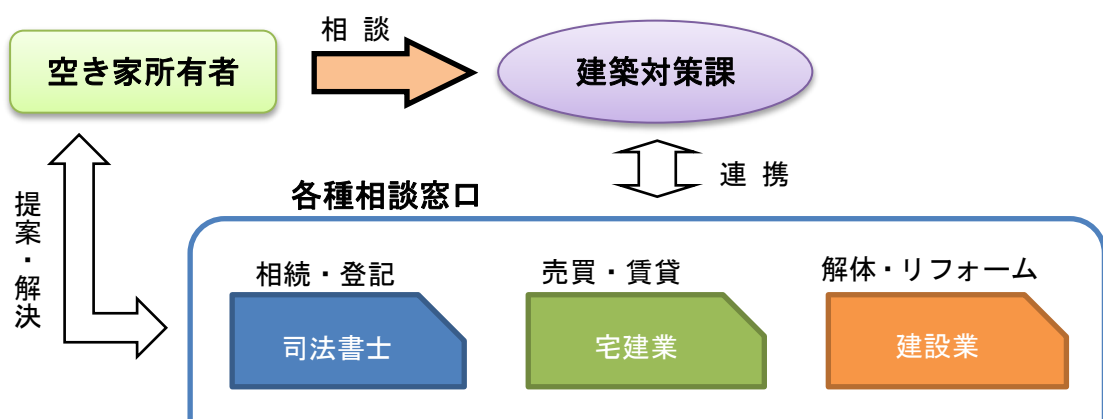 相 談
空き家所有者
建築対策課
連 携
提案・解決
各種相談窓口
相続・登記
売買・賃貸
解体・リフォーム
司法書士
宅建業
建設業